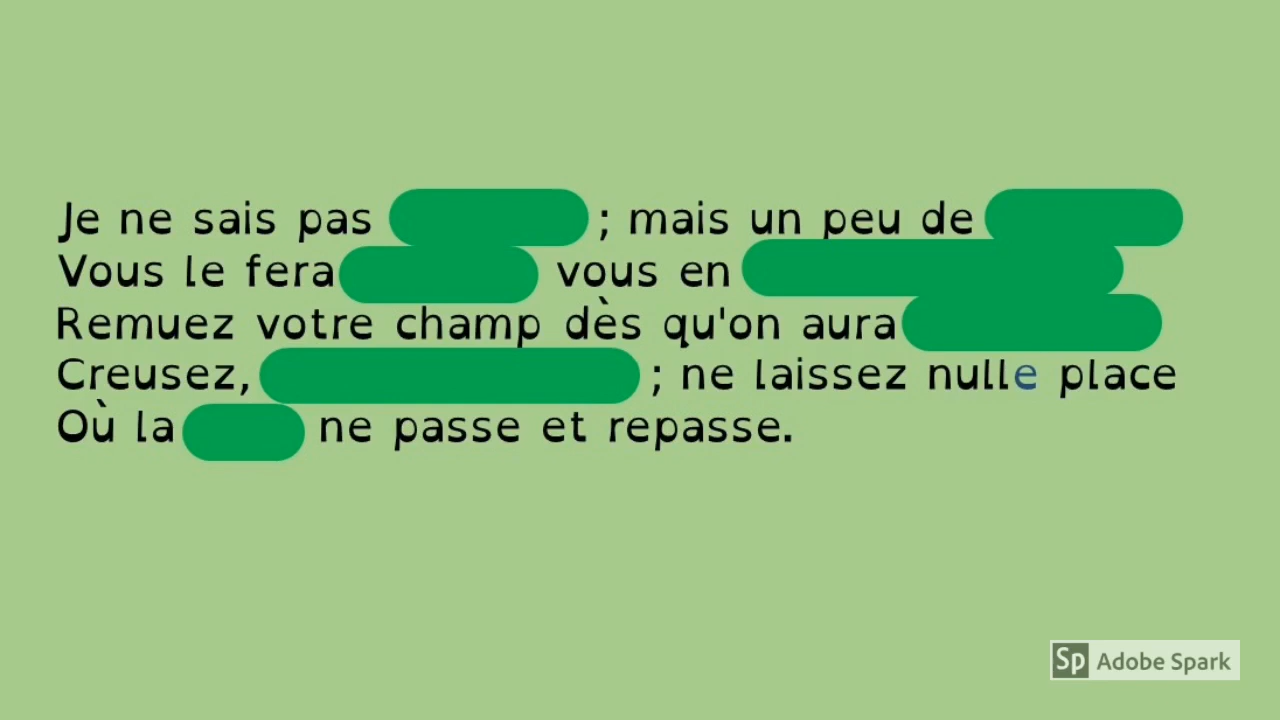 Je ne sais pas ; mais un peu de
Vous le fera vous en
Remuez votre champ dès qu'on aura
Creusez, ; ne laissez nulle place
Où la ne passe et repasse.
Sp Adobe Spark